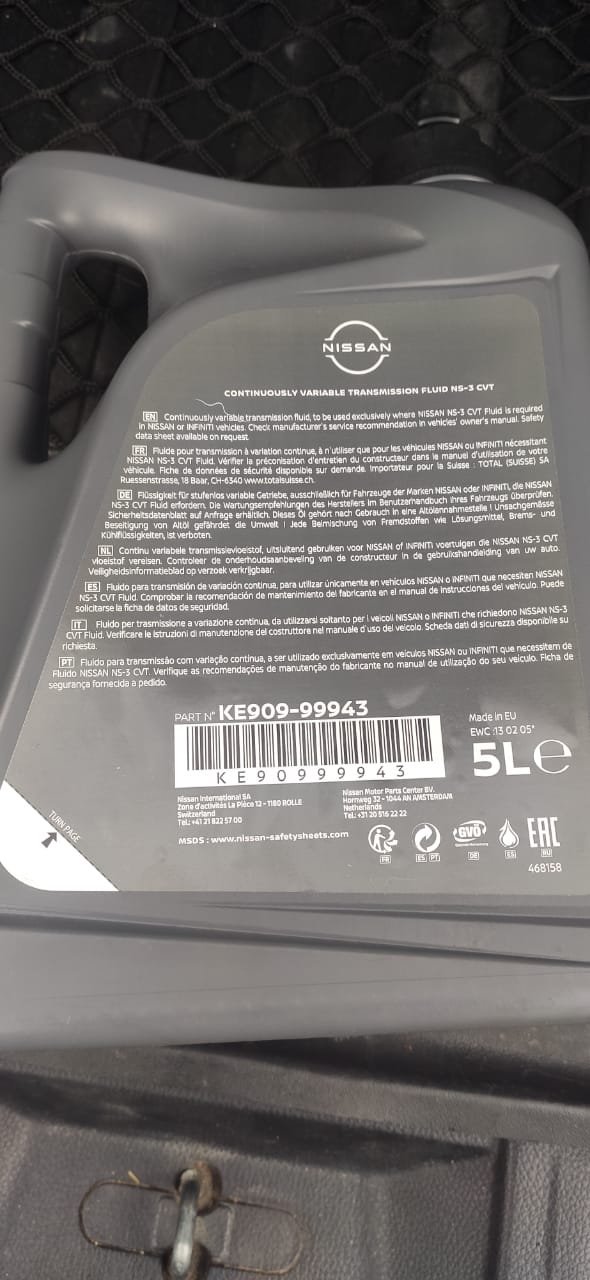 NISSAN
CONTINUOUSLY VARIABLE TRANSMISSION FLUID NS-3 CVT
EN Continuously variable transmission fluid, to be used exclusively where NISSAN NS-3 CVT Fluid is required
in NISSAN or INFINITI vehicles. Check manufacturer's service recommendation in vehicles' owner's manual. Safety
data sheet available on request.
FR Fluide pour transmission à variation continue, à n'utiliser que pour les véhicules NISSAN ou INFINITI nécessitant
NISSAN NS-3 CVT Fluid. Vérifier la préconisation d'entretien du constructeur dans le manuel d'utilisation de votre
véhicule. Fiche de données de sécurité disponible sur demande. Importateur pour la Suisse : TOTAL (SUISSE) SA
Ruessenstrasse, 18 Baar, CH-6340 www.totalsuisse.ch.
DE Flüssigkeit für stufenlos variable Getriebe, ausschließlich für Fahrzeuge der Marken NISSAN oder INFINITI, die NISSAN
NS-3 CVT Fluid erfordern. Die Wartungsempfehlungen des Herstellers im Benutzerhandbuch Ihres Fahrzeugs überprüfen.
Sicherheitsdatenblatt auf Anfrage erhältlich. Dieses Öl gehört nach Gebrauch in eine Altölannahmestelle ! Unsachgemässe
Beseitigung von Altöl gefährdet die Umwelt ! Jede Beimischung von Fremdstoffen wie Lösungsmittel, Brems- und
Kühlflüssigkeiten, ist verboten.
NL Continu variabele transmissievloeistof, uitsluitend gebruiken voor NISSAN of INFINITI voertuigen die NISSAN NS-3 CVT
vloeistof vereisen. Controleer de onderhoudsaanbeveling van de constructeur in de gebruikshandleiding van uw auto.
Veiligheidsinformatieblad op verzoek verkrijgbaar.
ES Fluido para transmisión de variación continua, para utilizar únicamente en vehículos NISSAN o INFINITI que necesiten NISSAN
NS-3 CVT Fluid. Comprobar la recomendación de mantenimiento del fabricante en el manual de instrucciones del vehículo. Puede
solicitarse la ficha de datos de seguridad.
IT Fluido per trasmissione a variazione continua, da utilizzarsi soltanto per i veicoli NISSAN o INFINITI che richiedono NISSAN NS-3
CVT Fluid. Verificare le istruzioni di manutenzione del costruttore nel manuale d'uso del veicolo. Scheda dati di sicurezza disponibile su
richiesta.
PT Fluido para transmissão com variação contínua, a ser utilizado exclusivamente em veículos NISSAN ou INFINITI que necessitem de
Fluido NISSAN NS-3 CVT. Verifique as recomendações de manutenção do fabricante no manual de utilização do seu veículo. Ficha de
segurança fornecida a pedido.
PART N° KE909-99943
KE90999943
Made in EU
EWC :13 02 05*
5L℮
Nissan International SA
Zone d'activités La Pièce 12 - 1180 ROLLE
Switzerland
Tel.: +41 21 822 57 00
Nissan Motor Parts Center BV.
Hornweg 32 - 1044 AN AMSTERDAM
Netherlands
Tel.: +31 20 516 22 22
MSDS : www.nissan-safetysheets.com
GVÖ
EAC
FR
ES PT
DE
ES
RU
468158
TURN PAGE